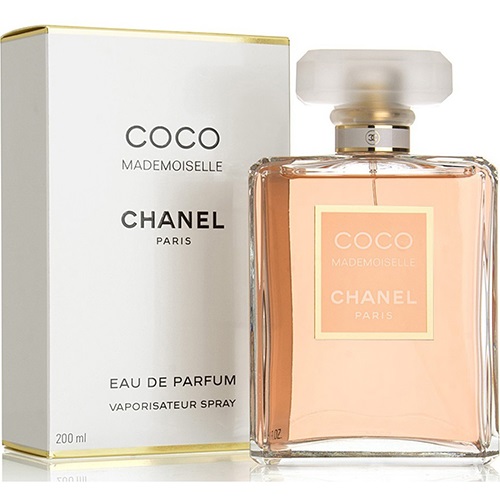 COCO
MADEMOISELLE
CHANEL
PARIS
EAU DE PARFUM
VAPORISATEUR SPRAY
200 ml
COCO
MADEMOISELLE
CHANEL
PARIS